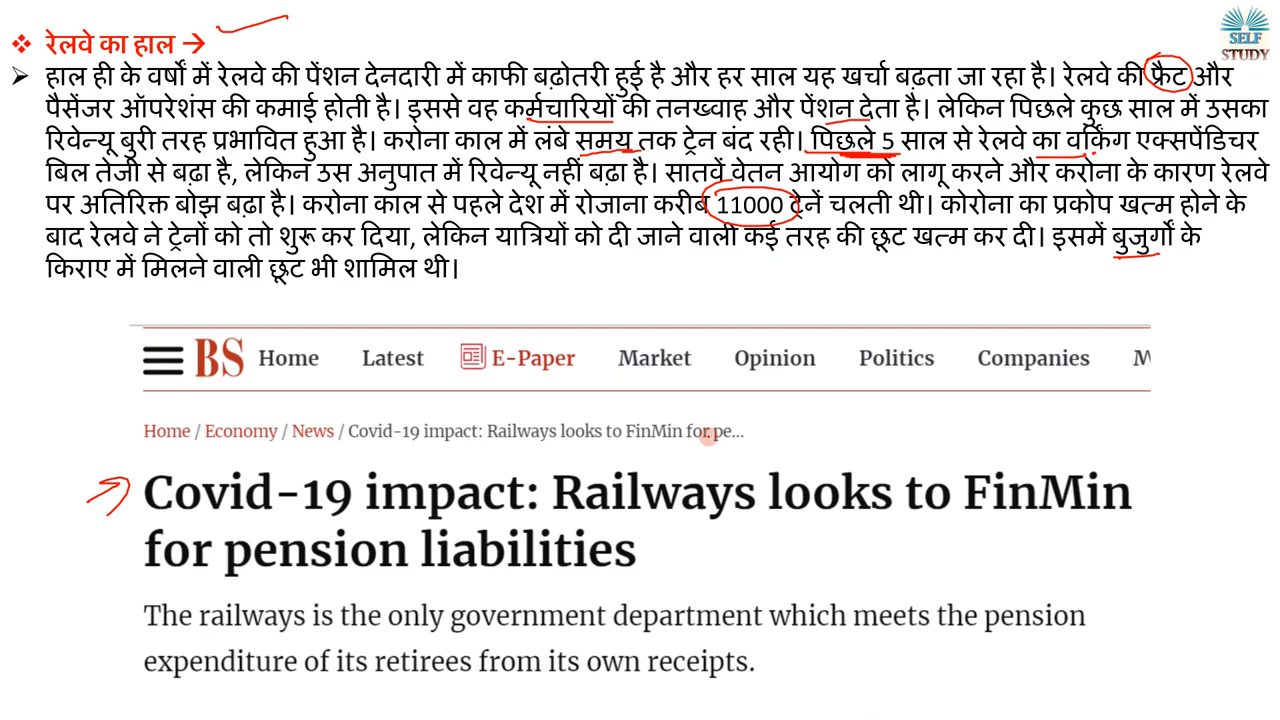 ❖ रेलवे का हाल →
SELF
STUDY
➤ हाल ही के वर्षों में रेलवे की पेंशन देनदारी में काफी बढ़ोतरी हुई है और हर साल यह खर्चा बढ़ता जा रहा है। रेलवे की फ्रैट और
पैसेंजर ऑपरेशंस की कमाई होती है। इससे वह कर्मचारियों की तनख्वाह और पेंशन देता है। लेकिन पिछले कुछ साल में उसका
रिवेन्यू बुरी तरह प्रभावित हुआ है। करोना काल में लंबे समय तक ट्रेन बंद रही। पिछले 5 साल से रेलवे का वर्किंग एक्सपेंडिचर
बिल तेजी से बढ़ा है, लेकिन उस अनुपात में रिवेन्यू नहीं बढ़ा है। सातवें वेतन आयोग को लागू करने और करोना के कारण रेलवे
पर अतिरिक्त बोझ बढ़ा है। करोना काल से पहले देश में रोजाना करीब 11000 ट्रेनें चलती थी। कोरोना का प्रकोप खत्म होने के
बाद रेलवे ने ट्रेनों को तो शुरू कर दिया, लेकिन यात्रियों को दी जाने वाली कई तरह की छूट खत्म कर दी। इसमें बुजुर्गों के
किराए में मिलने वाली छूट भी शामिल थी।
BS Home Latest E-Paper Market Opinion Politics Companies
Home / Economy / News / Covid-19 impact: Railways looks to FinMin for pe...
Covid-19 impact: Railways looks to FinMin
for pension liabilities
The railways is the only government department which meets the pension
expenditure of its retirees from its own receipts.